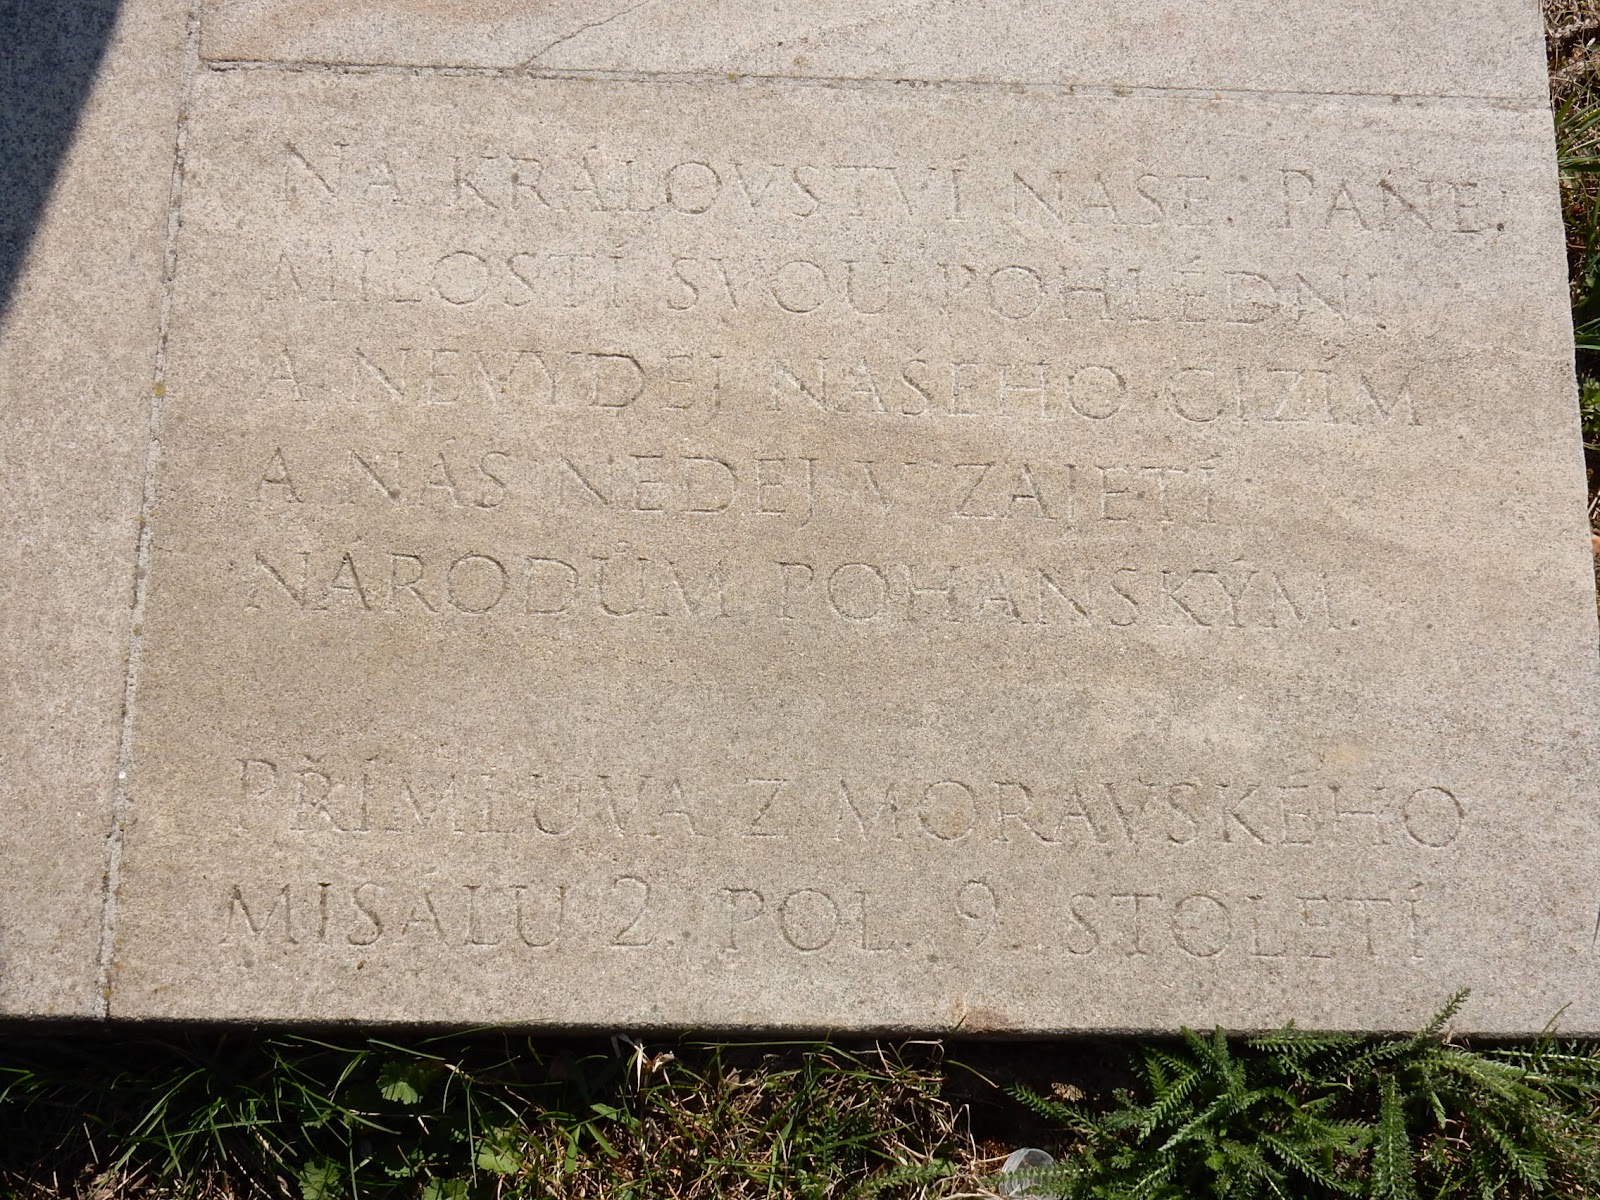 NA KRÁLOVSTVÍ NAŠE, PANE,
MILOSTÍ SVOU POHLÉDNI
A NEVYDEJ NAŠEHO CIZÍM
A NÁS NEDEJ V ZAJETÍ
NÁRODŮM POHANSKÝM.
PŘÍMLUVA Z MORAVSKÉHO
MISÁLU 2. POL. 9. STOLETÍ